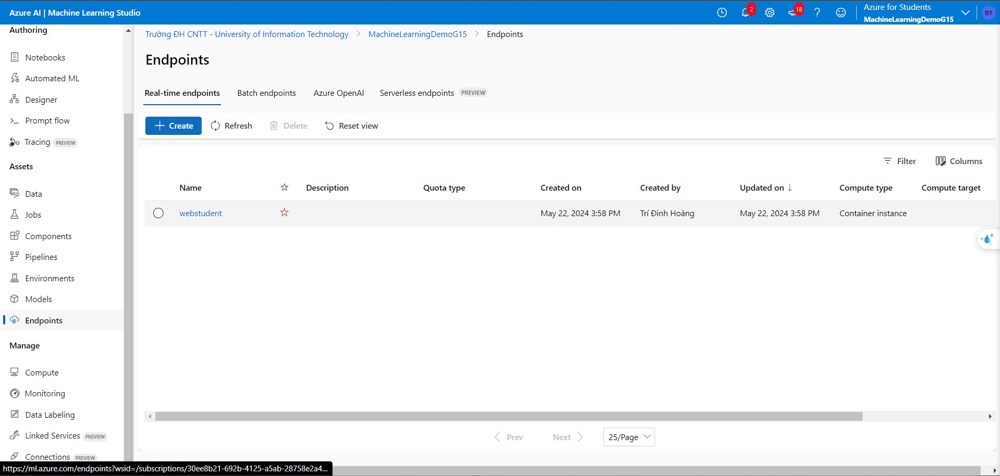 Azure AI | Machine Learning Studio
2
18
Azure for Students
MachineLearningDemoG15
ĐT
Authoring
Notebooks
Automated ML
Designer
Prompt flow
Tracing PREVIEW
Assets
Data
Jobs
Components
Pipelines
Environments
Models
Endpoints
Manage
Compute
Monitoring
Data Labeling
Linked Services PREVIEW
Connections PREVIEW
Trường ĐH CNTT - University of Information Technology > MachineLearningDemoG15 > Endpoints
Endpoints
Real-time endpoints Batch endpoints Azure OpenAI Serverless endpoints PREVIEW
Create Refresh Delete Reset view
Filter Columns
Name Description Quota type Created on Created by Updated on ↓ Compute type Compute target
webstudent May 22, 2024 3:58 PM Trí Đinh Hoàng May 22, 2024 3:58 PM Container instance
Prev Next 25/Page
https://ml.azure.com/endpoints?wsid=/subscriptions/30ee8b21-692b-4125-a5ab-28758e2a4...